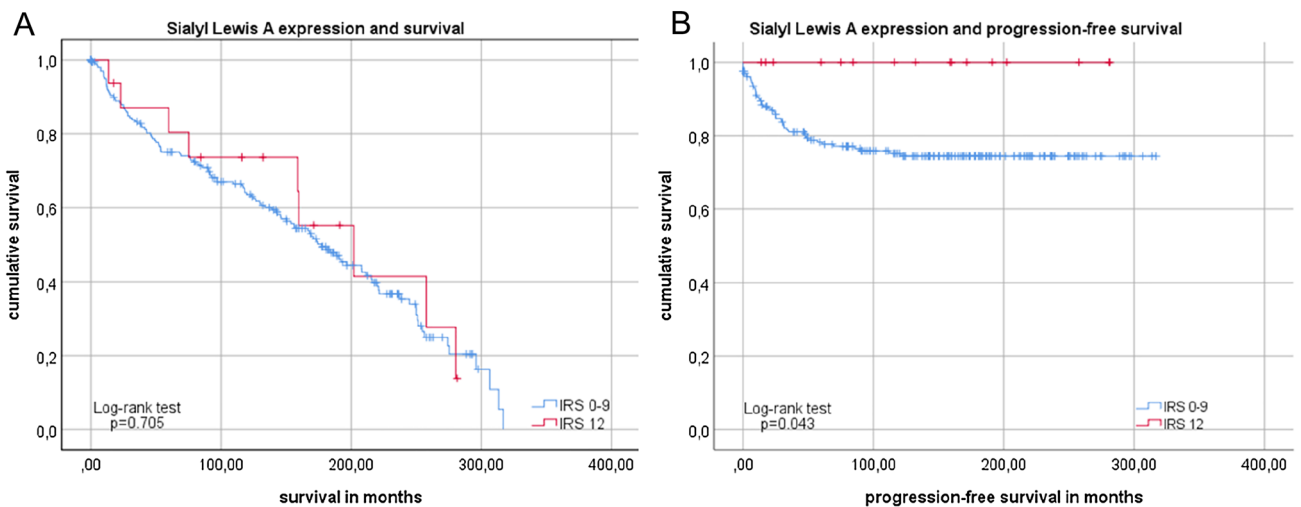 A
Sialyl Lewis A expression and survival
cumulative survival
1,0
0,8
0,6
0,4
0,2
0,0
Log-rank test
p=0.705
IRS 0-9
IRS 12
,00
100,00
200,00
300,00
400,00
survival in months
B
Sialyl Lewis A expression and progression-free survival
cumulative survival
1,0
0,8
0,6
0,4
0,2
0,0
Log-rank test
p=0.043
IRS 0-9
IRS 12
,00
100,00
200,00
300,00
400,00
progression-free survival in months